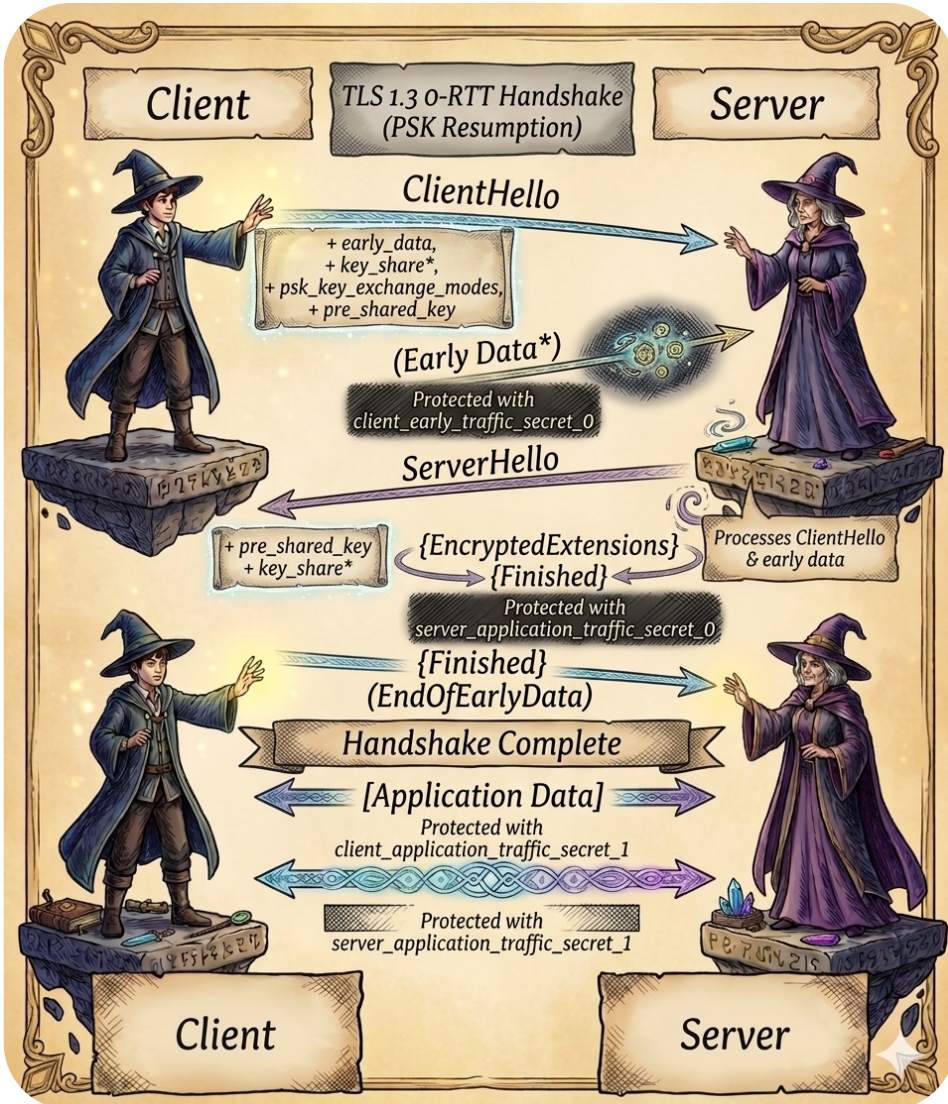 Client
TLS 1.3 0-RTT Handshake
(PSK Resumption)
Server
ClientHello
+ early_data,
+ key_share*,
+ psk_key_exchange_modes,
+ pre_shared_key
(Early Data*)
Protected with
client_early_traffic_secret_0
ServerHello
+ pre_shared_key
+ key_share*
{EncryptedExtensions}
{Finished}
Processes ClientHello
& early data
Protected with
server_application_traffic_secret_0
{Finished}
(EndOfEarlyData)
Handshake Complete
[Application Data]
Protected with
client_application_traffic_secret_1
Protected with
server_application_traffic_secret_1
Client
Server